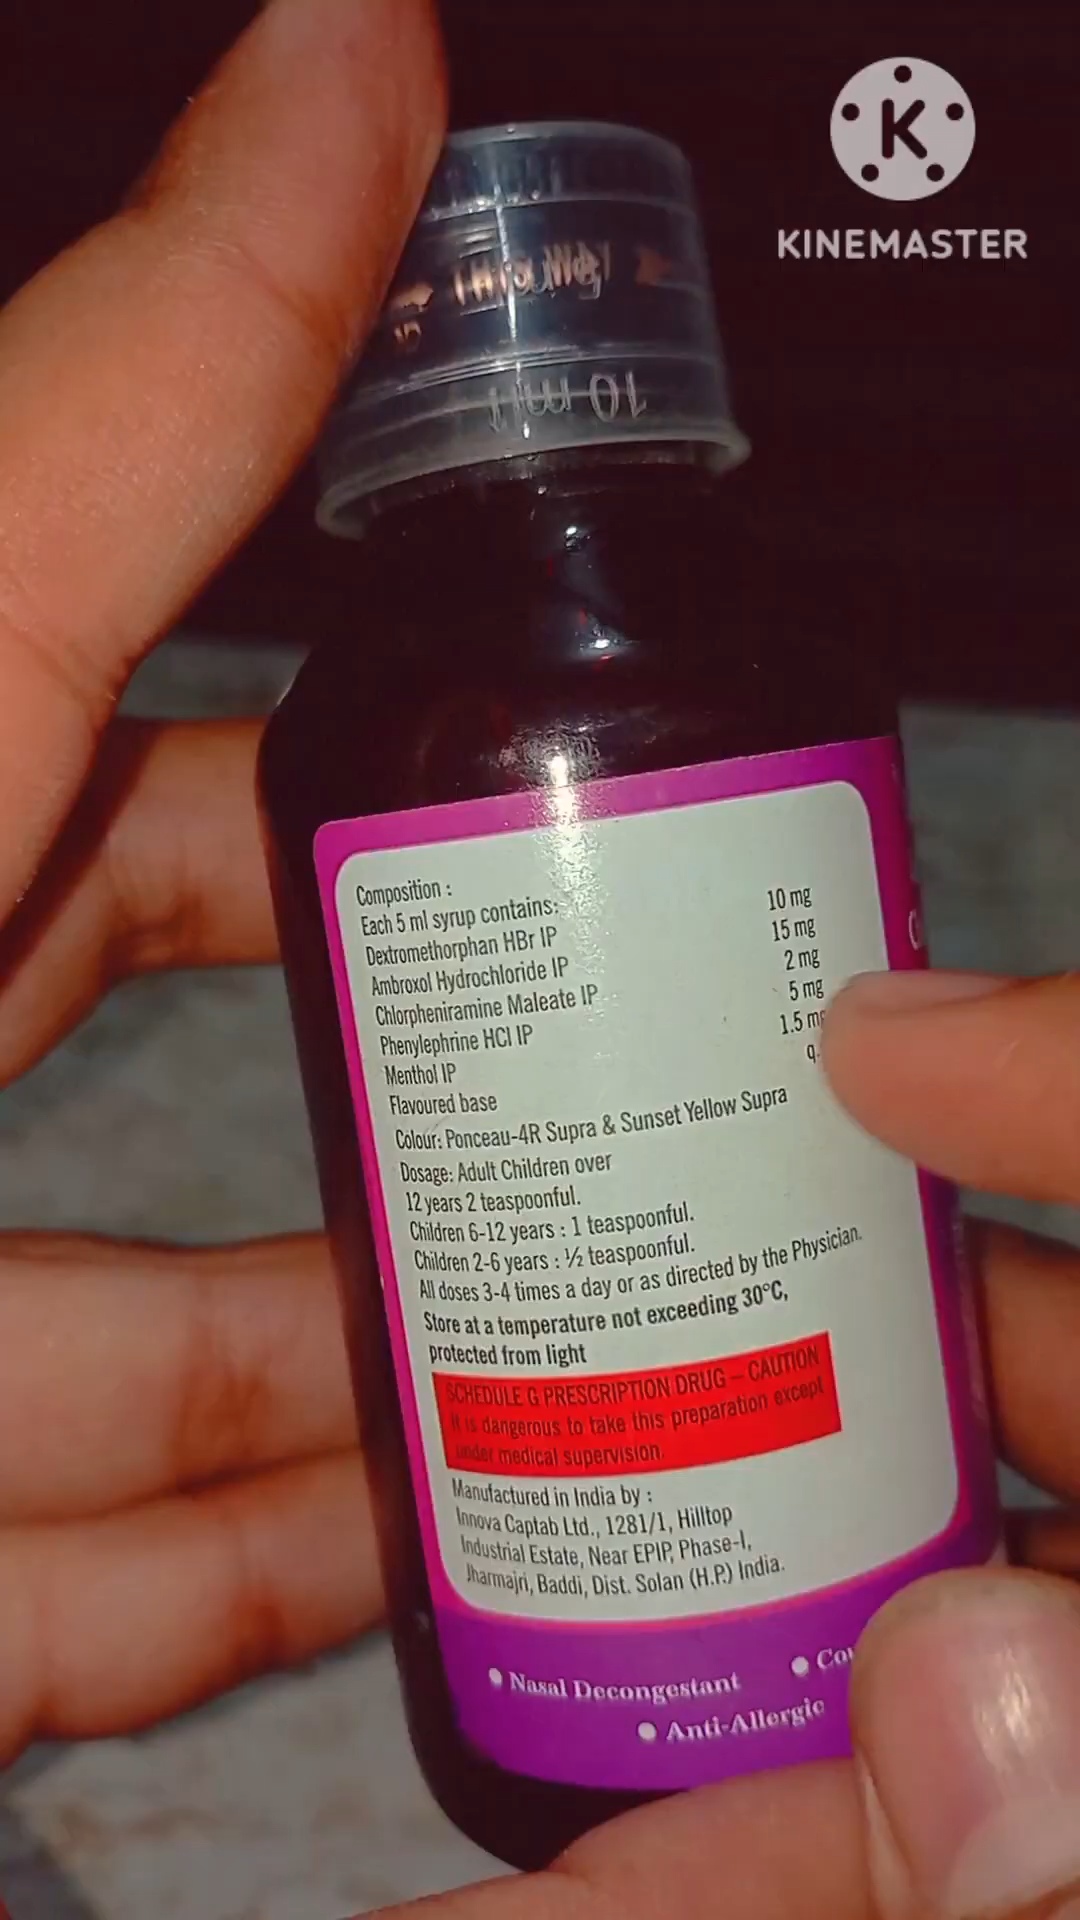 K
KINEMASTER
10 ml
Composition :
Each 5 ml syrup contains:
Dextromethorphan HBr IP 10 mg
Ambroxol Hydrochloride IP 15 mg
Chlorpheniramine Maleate IP 2 mg
Phenylephrine HCl IP 5 mg
Menthol IP 1.5 mg
Flavoured base q.
Colour: Ponceau-4R Supra & Sunset Yellow Supra
Dosage: Adult Children over
12 years 2 teaspoonful.
Children 6-12 years : 1 teaspoonful.
Children 2-6 years : ½ teaspoonful.
All doses 3-4 times a day or as directed by the Physician.
Store at a temperature not exceeding 30°C,
protected from light
SCHEDULE G PRESCRIPTION DRUG – CAUTION
It is dangerous to take this preparation except
under medical supervision.
Manufactured in India by :
Innova Captab Ltd., 1281/1, Hilltop
Industrial Estate, Near EPIP, Phase-I,
Jharmajri, Baddi, Dist. Solan (H.P.) India.
• Nasal Decongestant •
• Anti-Allergic